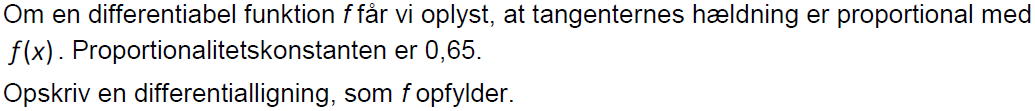 Om en differentiabel funktion f får vi oplyst, at tangenternes hældning er proportional med
f(x). Proportionalitetskonstanten er 0,65.
Opskriv en differentialligning, som f opfylder.